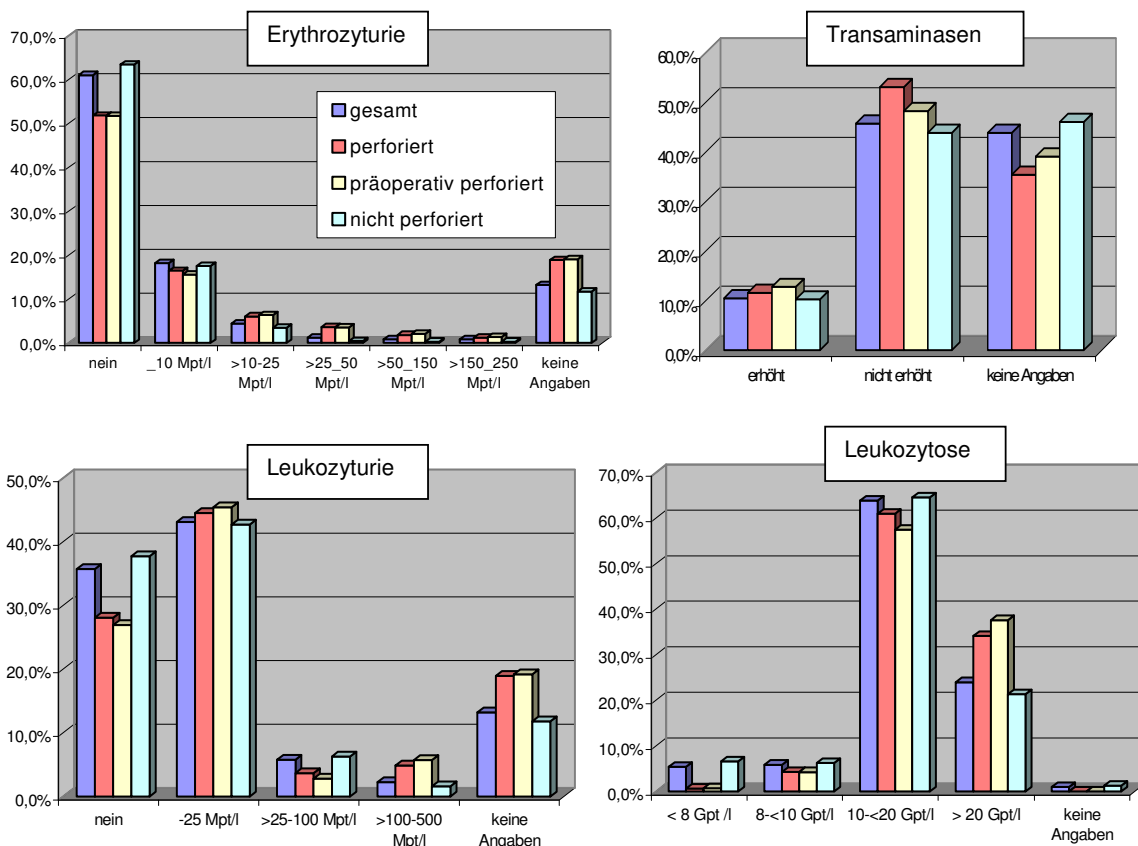 Erythrozyturie
70,0%
60,0%
50,0%
40,0%
30,0%
20,0%
10,0%
0,0%
gesamt
perforiert
präoperativ perforiert
nicht perforiert
nein
_10 Mpt/l
>10-25
Mpt/l
>25_50
Mpt/l
>50_150
Mpt/l
>150_250
Mpt/l
keine
Angaben
Transaminasen
60,0%
50,0%
40,0%
30,0%
20,0%
10,0%
0,0%
erhöht
nicht erhöht
keine Angaben
Leukozyturie
50,0%
40,0%
30,0%
20,0%
10,0%
0,0%
nein
-25 Mpt/l
>25-100 Mpt/l
>100-500
Mpt/l
keine
Angaben
Leukozytose
70,0%
60,0%
50,0%
40,0%
30,0%
20,0%
10,0%
0,0%
< 8 Gpt /l
8-<10 Gpt/l
10-<20 Gpt/l
> 20 Gpt/l
keine
Angaben